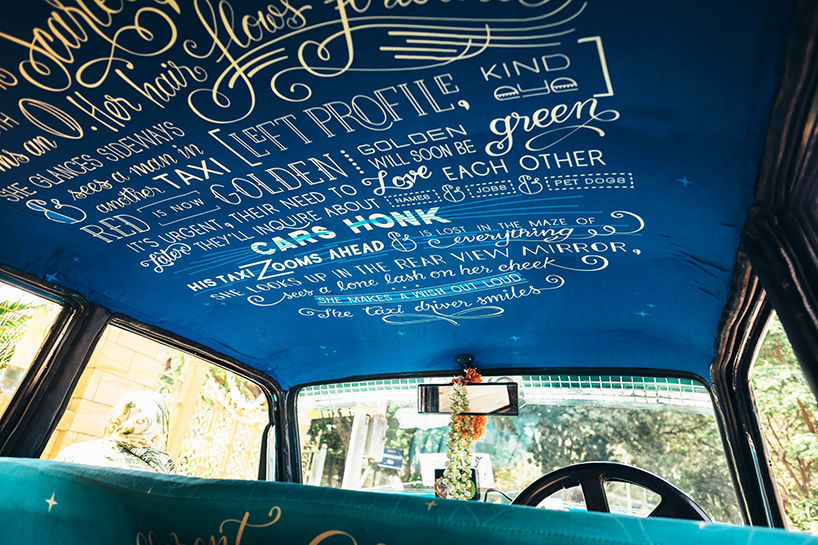 Scarlet
flows
An O. Her hair
SHE GLANCES SIDEWAYS
& sees a man in
another TAXI [LEFT PROFILE, KIND EYES]
RED IS NOW GOLDEN GOLDEN WILL SOON BE green
IT'S URGENT, THEIR NEED TO Love EACH OTHER
Later THEY'LL INQUIRE ABOUT NAMES & JOBS & PET DOGS
CARS HONK
HIS TAXI ZOOMS AHEAD & IS LOST IN THE MAZE OF everything
SHE LOOKS UP IN THE REAR VIEW MIRROR,
sees a lone lash on her cheek
SHE MAKES A WISH OUT LOUD
The taxi driver smiles